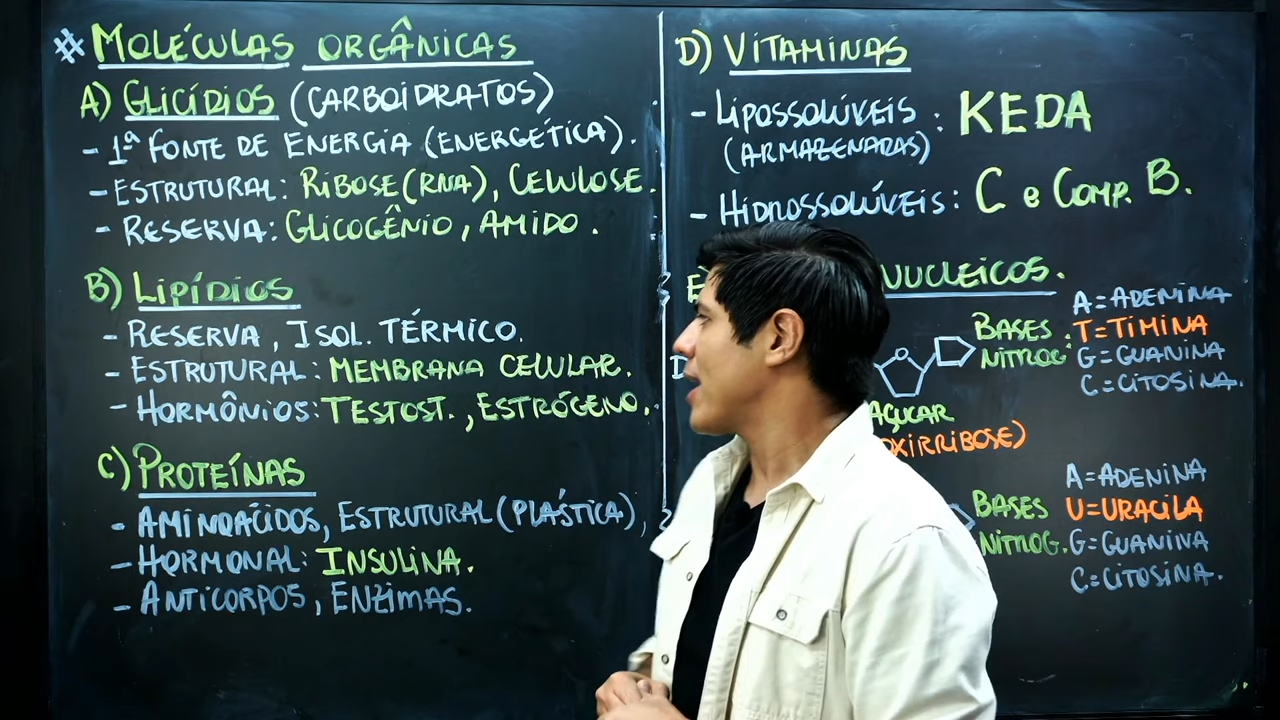 # MOLÉCULAS ORGÂNICAS
A) GLICÍDIOS (CARBOIDRATOS)
- 1ª FONTE DE ENERGIA (ENERGÉTICA).
- ESTRUTURAL: RIBOSE (RNA), CELULOSE.
- RESERVA: GLICOGÊNIO, AMIDO.
B) LIPÍDIOS
- RESERVA, ISOL. TÉRMICO.
- ESTRUTURAL: MEMBRANA CELULAR.
- HORMÔNIOS: TESTOST., ESTRÓGENO.
C) PROTEÍNAS
- AMINOÁCIDOS, ESTRUTURAL (PLÁSTICA),
- HORMONAL: INSULINA.
- ANTICORPOS, ENZIMAS.
D) VITAMINAS
- LIPOSSOLÚVEIS: KEDA
(ARMAZENADAS)
- HIDROSSOLÚVEIS: C e COMP. B.
NUCLEICOS.
BASES NITROG:
A=ADENINA
T=TIMINA
G=GUANINA
C=CITOSINA.
AÇUCAR
A=ADENINA
BASES NITROG.
U=URACILA
G=GUANINA
C=CITOSINA.